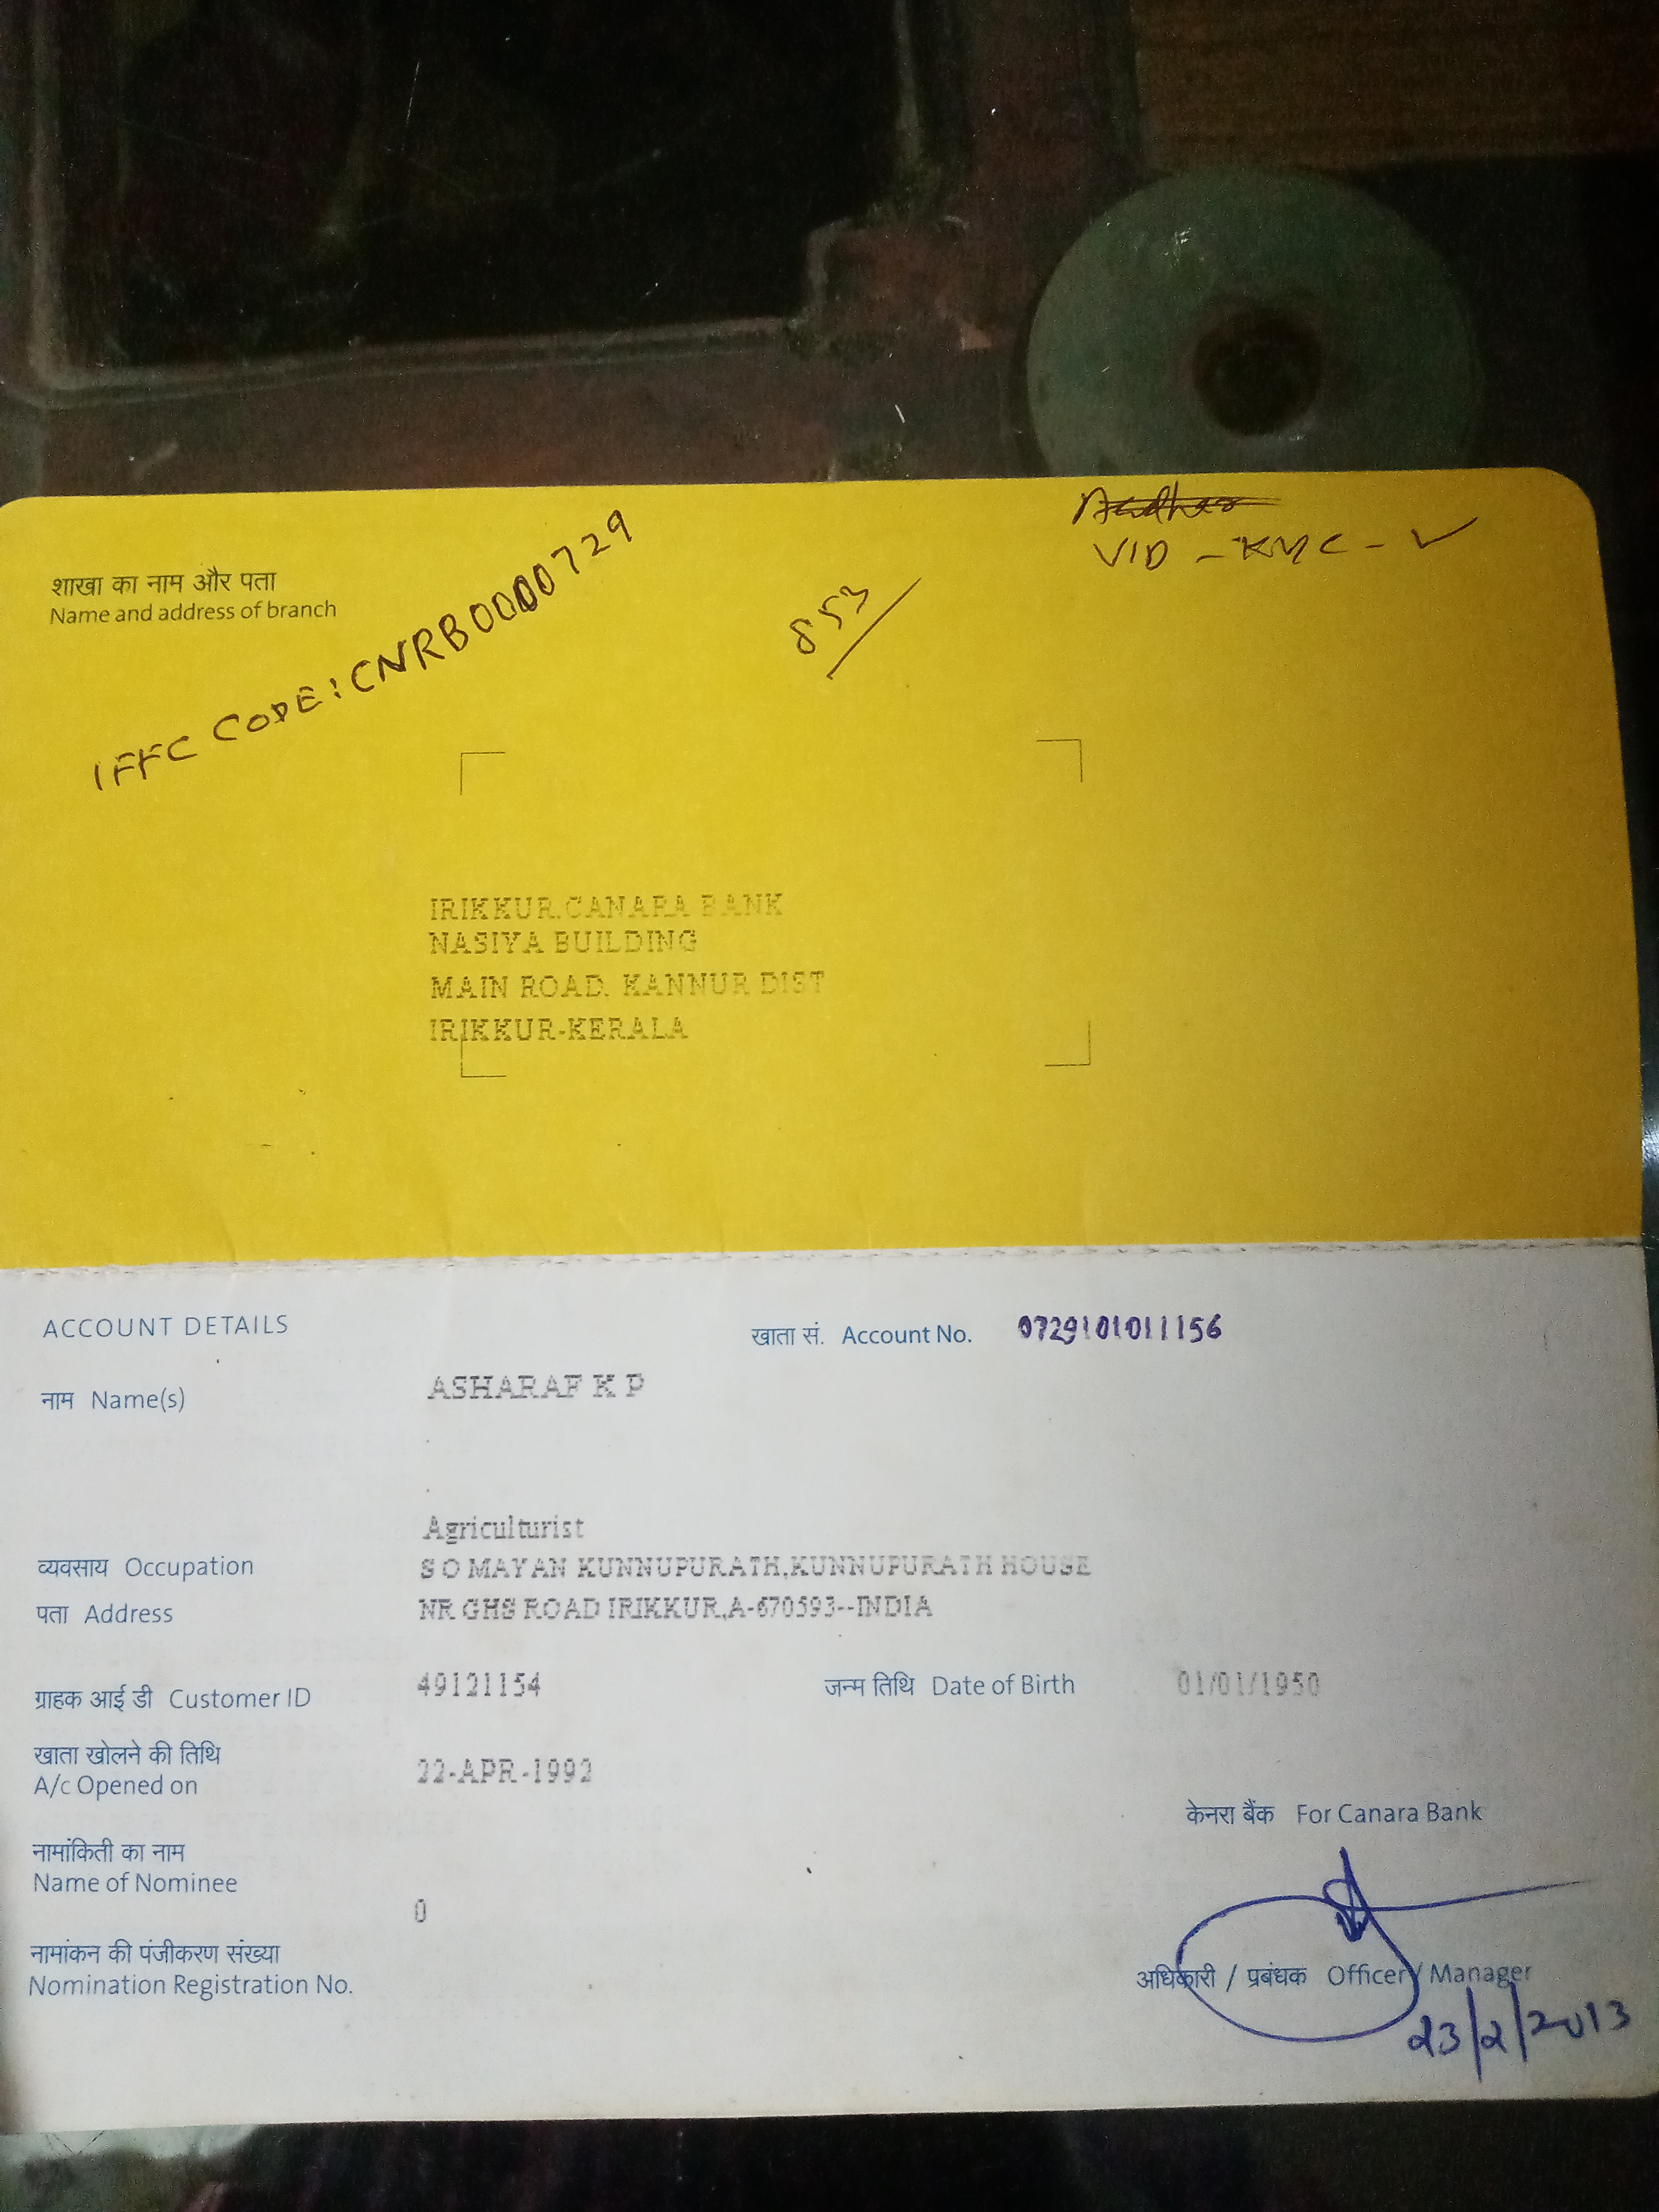 Aadhar
VID - KYC - ✓
शाखा का नाम और पता
Name and address of branch
IFFC CODE: CNRB0000729
853
IRIKKUR.CANARA BANK
NASIYA BUILDING
MAIN ROAD. KANNUR DIST
IRIKKUR-KERALA
ACCOUNT DETAILS
खाता सं. Account No. 0729101011156
नाम Name(s) ASHARAF K P
Agriculturist
व्यवसाय Occupation S O MAYAN KUNNUPURATH,KUNNUPURATH HOUSE
पता Address NR GHS ROAD IRIKKUR,A-670593--INDIA
ग्राहक आई डी Customer ID 49121154 जन्म तिथि Date of Birth 01/01/1950
खाता खोलने की तिथि
A/c Opened on 22-APR-1992
केनरा बैंक For Canara Bank
नामांकिती का नाम
Name of Nominee
0
नामांकन की पंजीकरण संख्या
Nomination Registration No.
अधिकारी / प्रबंधक Officer / Manager
23/2/2013